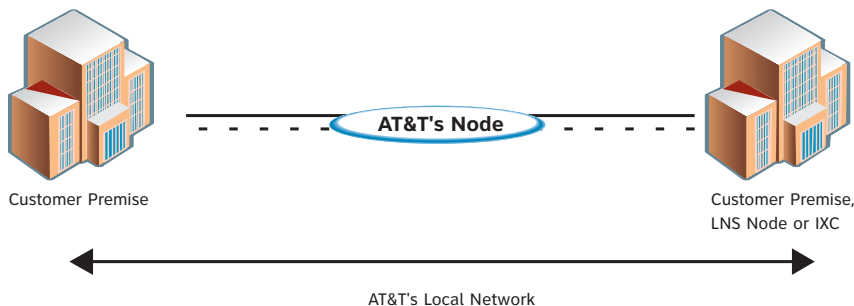 AT&T's Node
Customer Premise
Customer Premise,
LNS Node or IXC
AT&T's Local Network